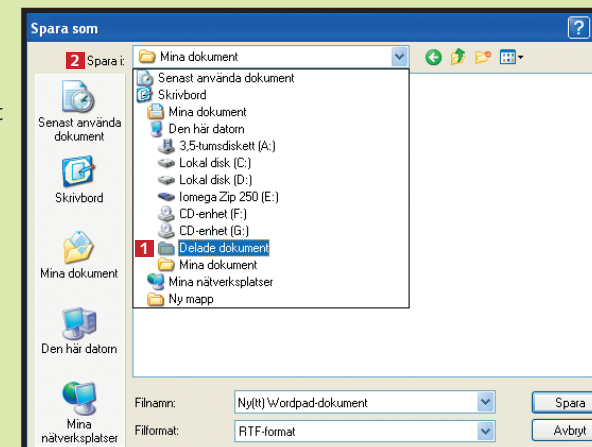 Spara som
2 Spara i: Mina dokument
Senast använda dokument
Skrivbord
Mina dokument
Den här datorn
3,5-tumsdiskett (A:)
Lokal disk (C:)
Lokal disk (D:)
Iomega Zip 250 (E:)
CD-enhet (F:)
CD-enhet (G:)
1 Delade dokument
Mina dokument
Mina nätverksplatser
Ny mapp
t
Senast använda
dokument
Skrivbord
Mina dokument
Den här datorn
Mina
nätverksplatser
Filnamn: Ny(tt) Wordpad-dokument Spara
Filformat: RTF-format Avbryt